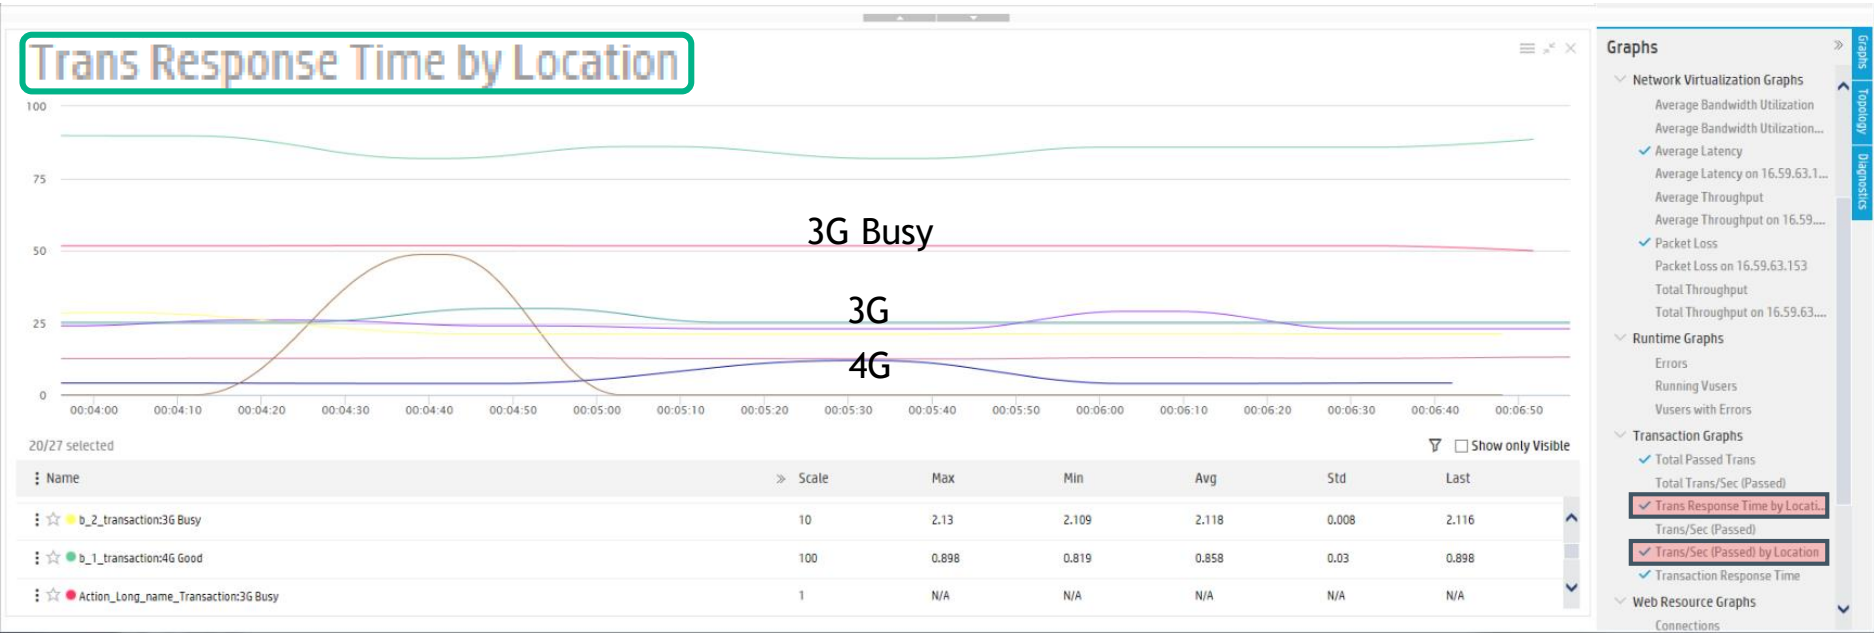 Trans Response Time by Location
100
75
50
25
0
3G Busy
3G
4G
00:04:00 00:04:10 00:04:20 00:04:30 00:04:40 00:04:50 00:05:00 00:05:10 00:05:20 00:05:30 00:05:40 00:05:50 00:06:00 00:06:10 00:06:20 00:06:30 00:06:40 00:06:50
20/27 selected
Show only Visible
Name Scale Max Min Avg Std Last
b_2_transaction:3G Busy 10 2.13 2.109 2.118 0.008 2.116
b_1_transaction:4G Good 100 0.898 0.819 0.858 0.03 0.898
Action_Long_name_Transaction:3G Busy 1 N/A N/A N/A N/A N/A
Graphs
Network Virtualization Graphs
Average Bandwidth Utilization
Average Bandwidth Utilization...
Average Latency
Average Latency on 16.59.63.1...
Average Throughput
Average Throughput on 16.59....
Packet Loss
Packet Loss on 16.59.63.153
Total Throughput
Total Throughput on 16.59.63....
Runtime Graphs
Errors
Running Vusers
Vusers with Errors
Transaction Graphs
Total Passed Trans
Total Trans/Sec (Passed)
Trans Response Time by Locati...
Trans/Sec (Passed)
Trans/Sec (Passed) by Location
Transaction Response Time
Web Resource Graphs
Connections
Graphs
Topology
Diagnostics